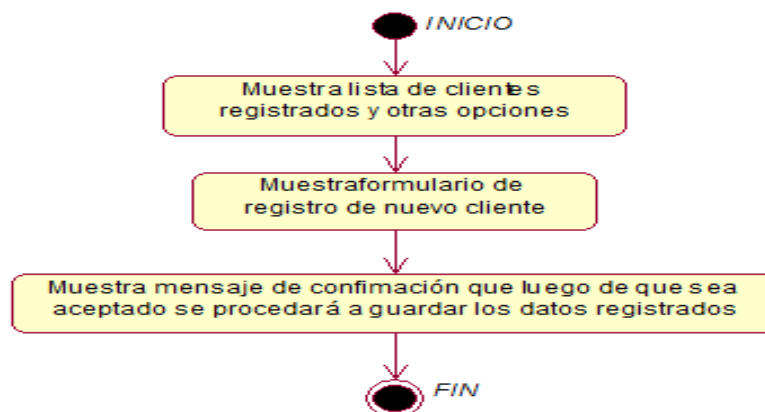 INICIO
Muestra lista de clientes
registrados y otras opciones
Muestraformulario de
registro de nuevo cliente
Muestra mensaje de confimación que luego de que sea
aceptado se procedará a guardar los datos registrados
FIN